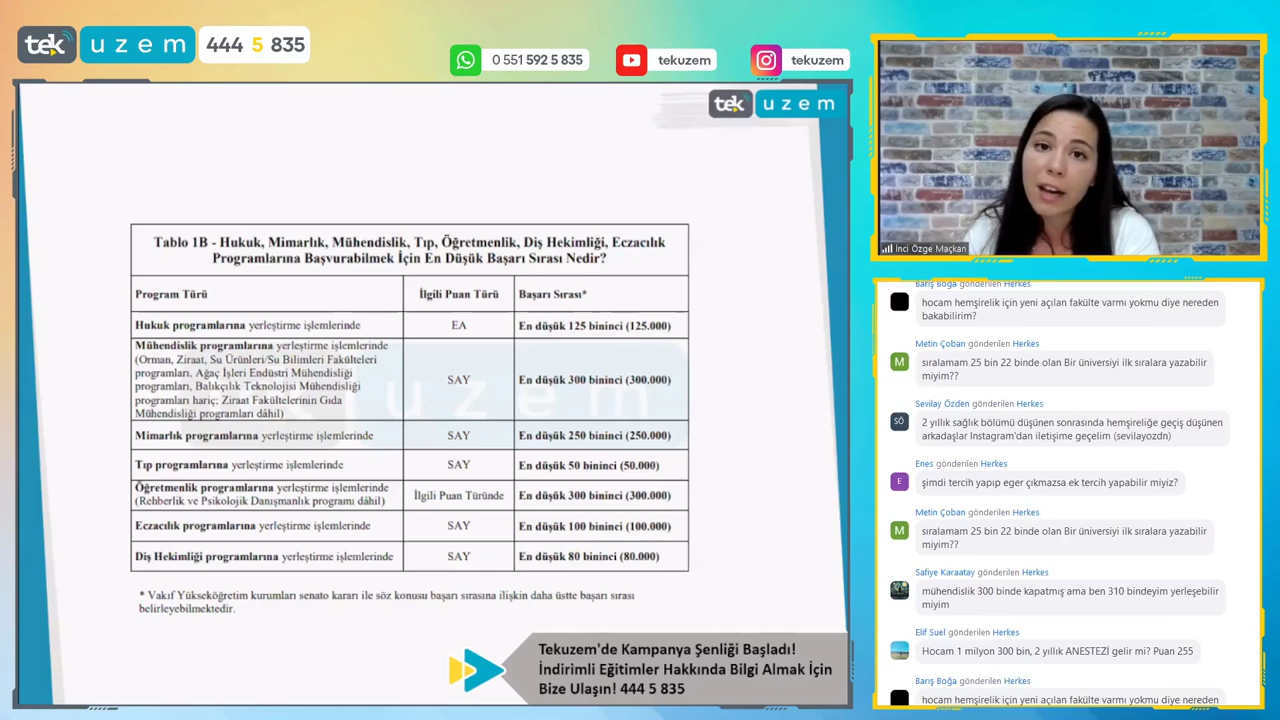 tek uzem 444 5 835
0 551 592 5 835
tekuzem
tekuzem
tek uzem
Tablo 1B - Hukuk, Mimarlık, Mühendislik, Tıp, Öğretmenlik, Diş Hekimliği, Eczacılık
Programlarına Başvurabilmek İçin En Düşük Başarı Sırası Nedir?
Program Türü İlgili Puan Türü Başarı Sırası*
Hukuk programlarına yerleştirme işlemlerinde EA En düşük 125 bininci (125.000)
Mühendislik programlarına yerleştirme işlemlerinde
(Orman, Ziraat, Su Ürünleri/Su Bilimleri Fakülteleri
programları, Ağaç İşleri Endüstri Mühendisliği
programları, Balıkçılık Teknolojisi Mühendisliği
programları hariç; Ziraat Fakültelerinin Gıda
Mühendisliği programları dâhil)
SAY En düşük 300 bininci (300.000)
Mimarlık programlarına yerleştirme işlemlerinde SAY En düşük 250 bininci (250.000)
Tıp programlarına yerleştirme işlemlerinde SAY En düşük 50 bininci (50.000)
Öğretmenlik programlarına yerleştirme işlemlerinde
(Rehberlik ve Psikolojik Danışmanlık programı dâhil)
İlgili Puan Türünde En düşük 300 bininci (300.000)
Eczacılık programlarına yerleştirme işlemlerinde SAY En düşük 100 bininci (100.000)
Diş Hekimliği programlarına yerleştirme işlemlerinde SAY En düşük 80 bininci (80.000)
* Vakıf Yükseköğretim kurumları senato kararı ile söz konusu başarı sırasına ilişkin daha üstte başarı sırası
belirleyebilmektedir.
Tekuzem'de Kampanya Şenliği Başladı!
İndirimli Eğitimler Hakkında Bilgi Almak İçin
Bize Ulaşın! 444 5 835
İnci Özge Maçkan
Barış Boğa gönderilen Herkes
hocam hemşirelik için yeni açılan fakülte varmı yokmu diye nereden
bakabilirim?
Metin Çoban gönderilen Herkes
M
sıralamam 25 bin 22 binde olan Bir üniversiyi ilk sıralara yazabilir
miyim??
Sevilay Özden gönderilen Herkes
SÖ
2 yıllık sağlık bölümü düşünen sonrasında hemşireliğe geçiş düşünen
arkadaşlar Instagram'dan iletişime geçelim (sevilayozdn)
Enes gönderilen Herkes
E
şimdi tercih yapıp eger çıkmazsa ek tercih yapabilir miyiz?
Metin Çoban gönderilen Herkes
M
sıralamam 25 bin 22 binde olan Bir üniversiyi ilk sıralara yazabilir
miyim??
Safiye Karaatay gönderilen Herkes
mühendislik 300 binde kapatmış ama ben 310 bindeyim yerleşebilir
miyim
Elif Suel gönderilen Herkes
Hocam 1 milyon 300 bin, 2 yıllık ANESTEZİ gelir mi? Puan 255
Barış Boğa gönderilen Herkes
hocam hemşirelik için yeni açılan fakülte varmı yokmu diye nereden